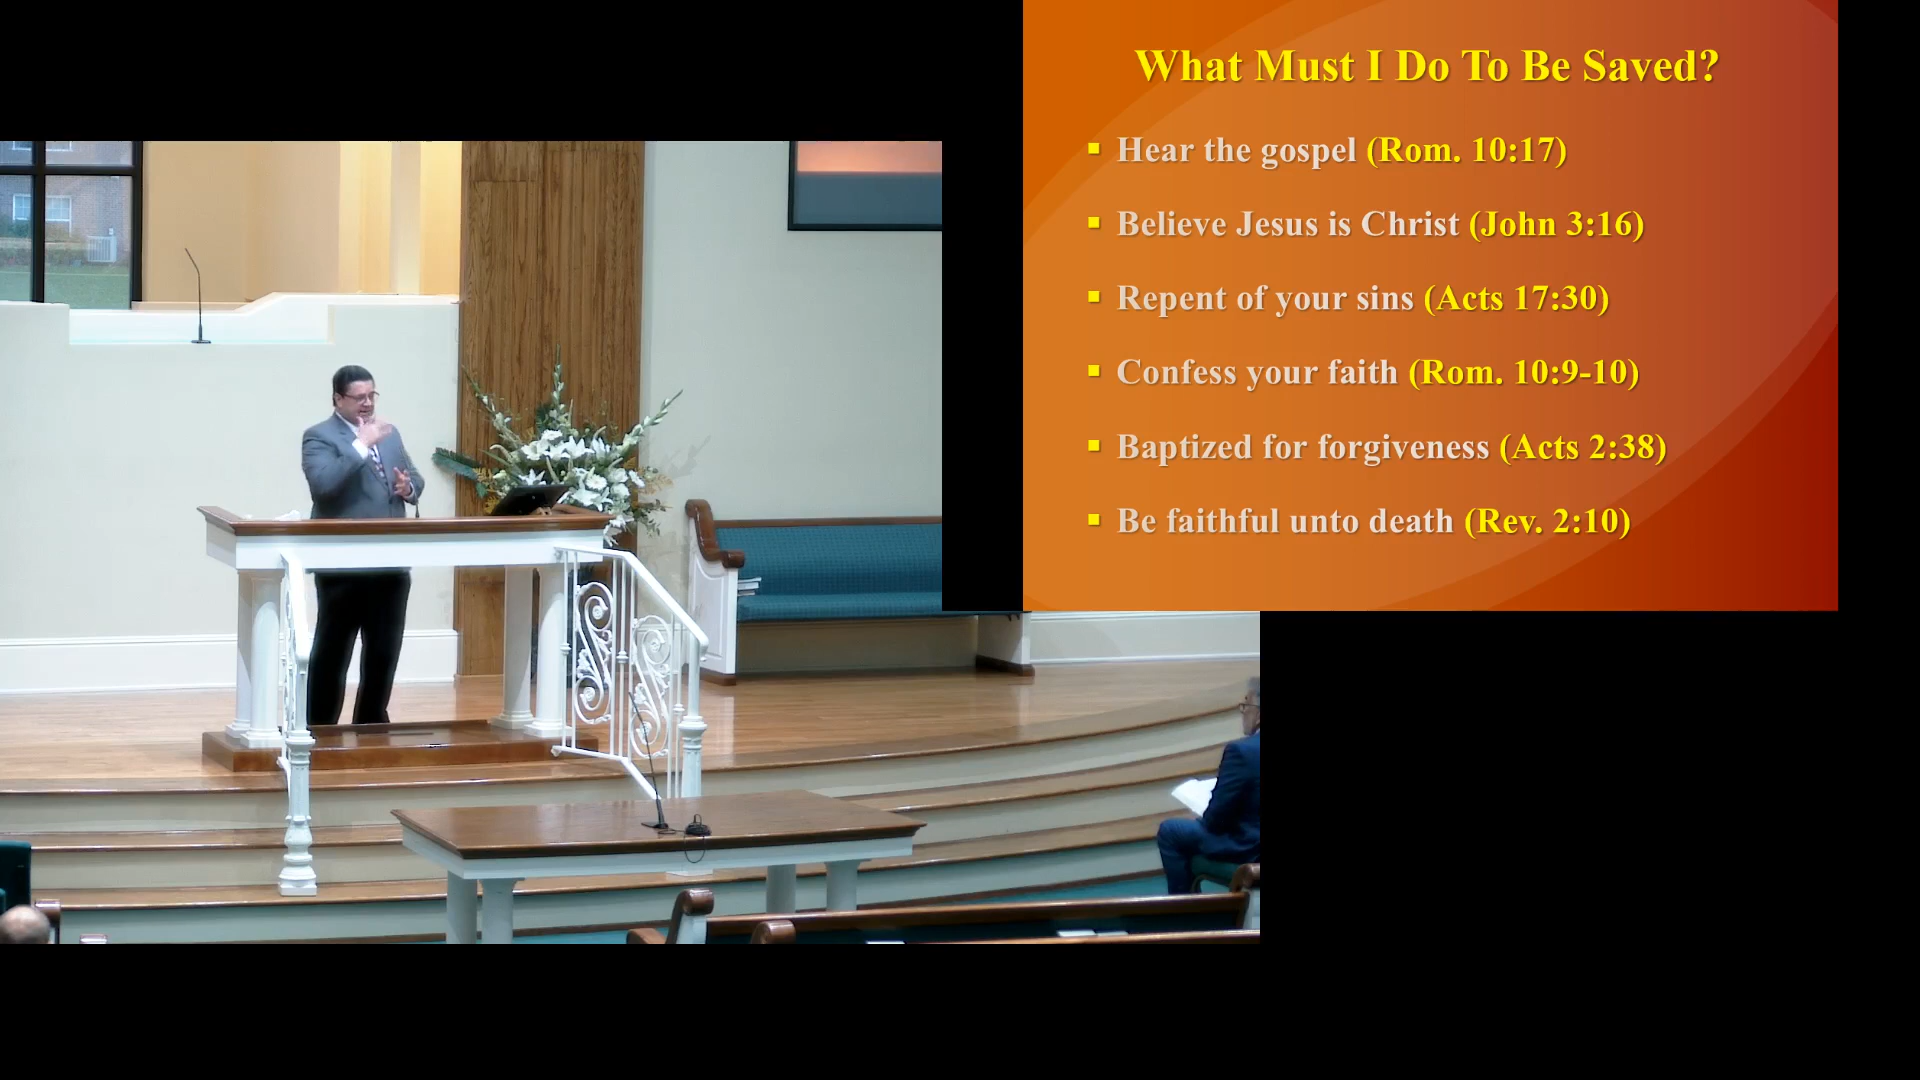 What Must I Do To Be Saved?
▪ Hear the gospel (Rom. 10:17)
▪ Believe Jesus is Christ (John 3:16)
▪ Repent of your sins (Acts 17:30)
▪ Confess your faith (Rom. 10:9-10)
▪ Baptized for forgiveness (Acts 2:38)
▪ Be faithful unto death (Rev. 2:10)